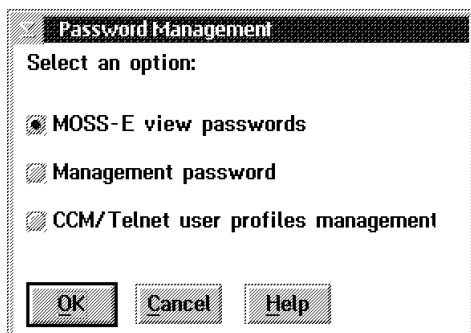 Password Management
Select an option:
MOSS-E view passwords
Management password
CCM/Telnet user profiles management
OK Cancel Help